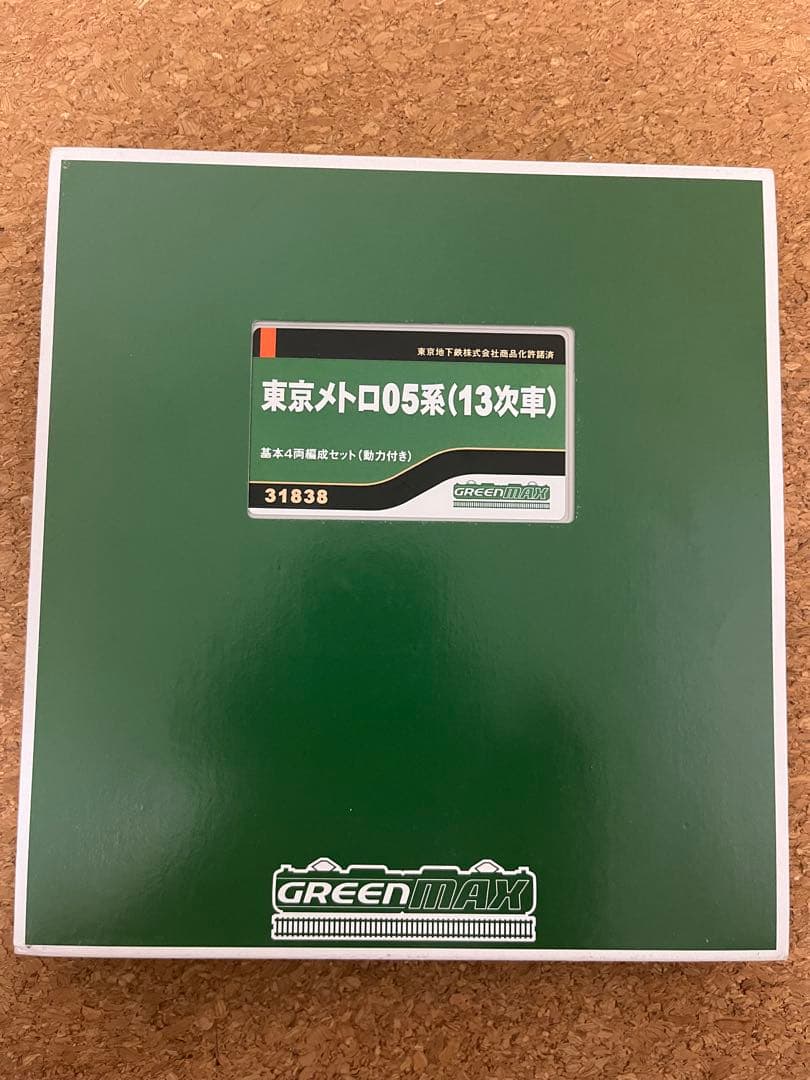 東京地下鉄株式会社商品化許諾済
東京メトロ05系(13次車)
基本4両編成セット(動力付き)
31838
GREENMAX
GREENMAX